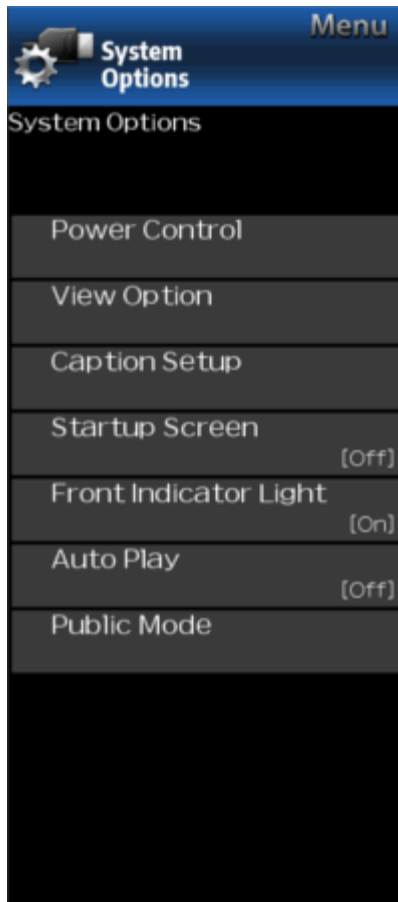 Menu
System
Options
System Options
Power Control
View Option
Caption Setup
Startup Screen
[Off]
Front Indicator Light
[On]
Auto Play
[Off]
Public Mode